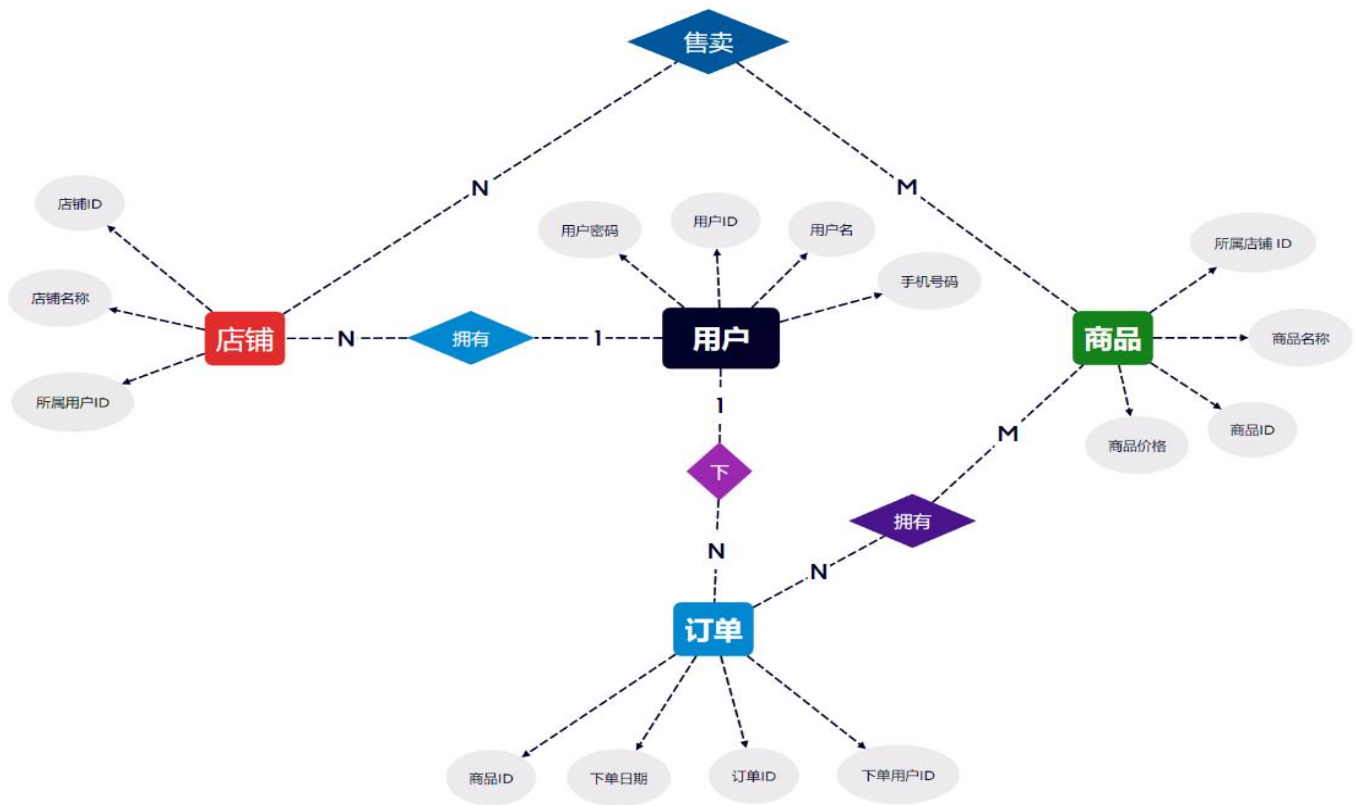 售卖
N
M
店铺ID
用户密码
用户ID
用户名
所属店铺 ID
手机号码
店铺名称
店铺
N
拥有
1
用户
商品
商品名称
所属用户ID
1
M
商品价格
商品ID
下
拥有
N
N
订单
商品ID
下单日期
订单ID
下单用户ID